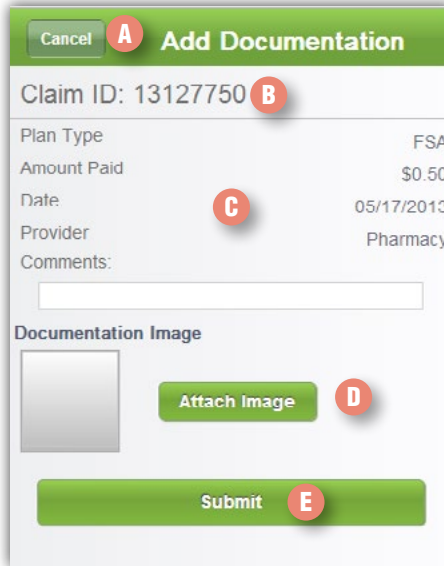 Cancel A Add Documentation
Claim ID: 13127750 B
Plan Type FSA
Amount Paid $0.50
Date 05/17/2013
C
Provider Pharmacy
Comments:
Documentation Image
Attach Image D
Submit E